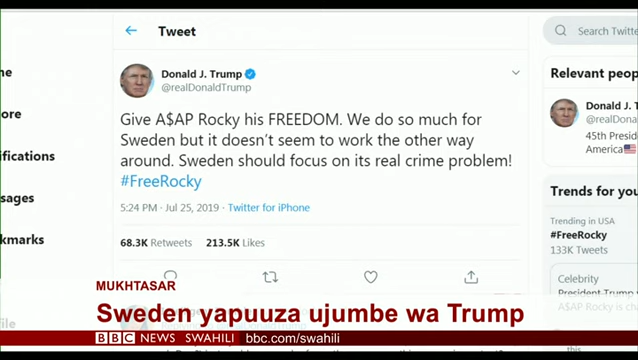 Tweet
Search Twitte
Donald J. Trump
@realDonaldTrump
Give A$AP Rocky his FREEDOM. We do so much for
Sweden but it doesn't seem to work the other way
around. Sweden should focus on its real crime problem!
#FreeRocky
5:24 PM · Jul 25, 2019 · Twitter for iPhone
68.3K Retweets 213.5K Likes
me
ore
ifications
sages
kmarks
file
Relevant peop
Donald J. T
@realDona
45th Presid
America
Trends for you
Trending in USA
#FreeRocky
133K Tweets
Celebrity
President Trump
A$AP Rocky is ch
MUKHTASAR
Sweden yapuuza ujumbe wa Trump
BBC NEWS SWAHILI bbc.com/swahili